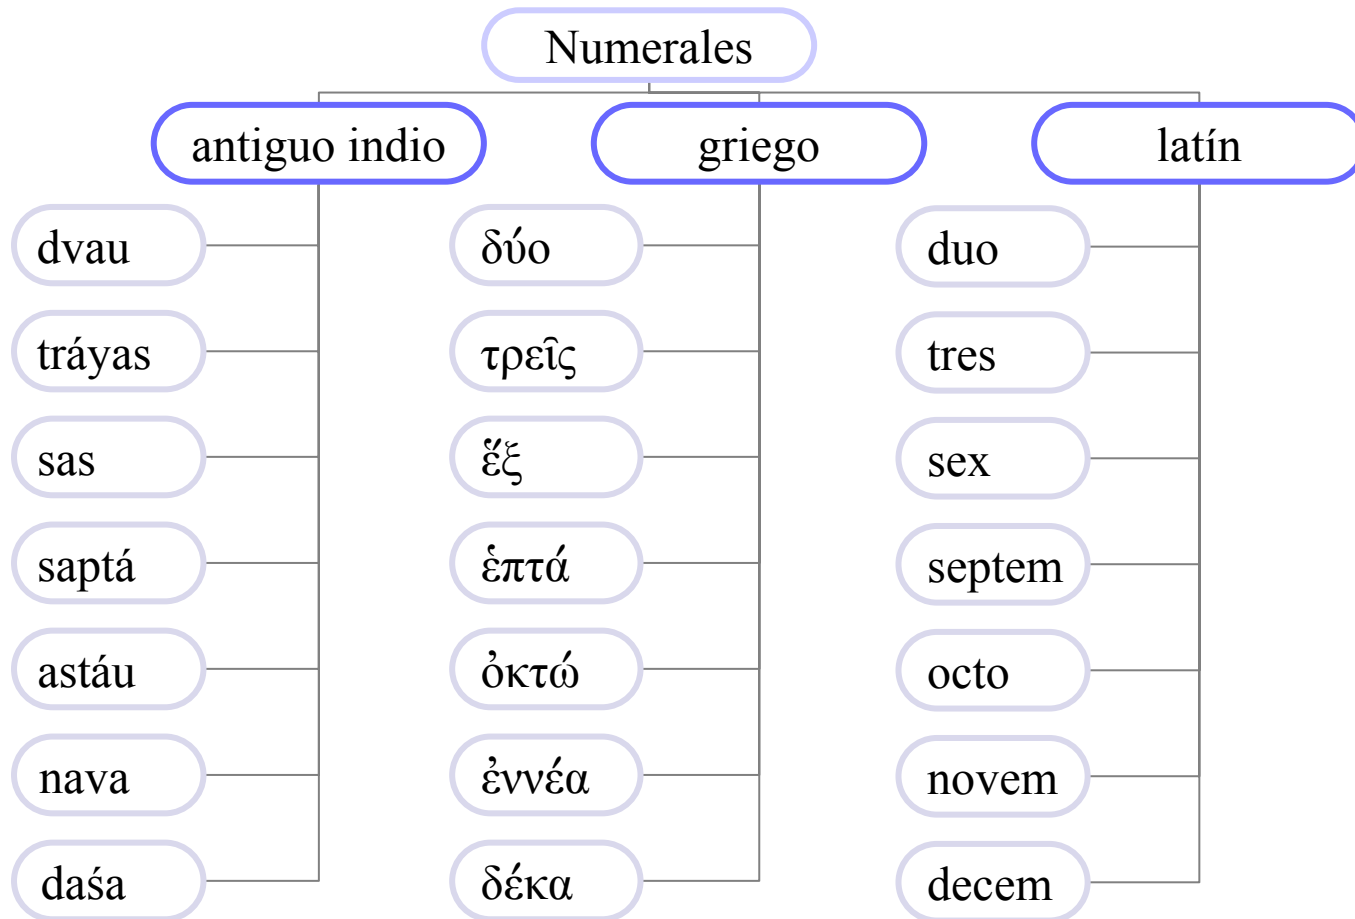 Numerales
antiguo indio griego latín
dvau δύο duo
tráyas τρεῖς tres
sas ἕξ sex
saptá ἑπτά septem
astáu ὀκτώ octo
nava ἐννέα novem
daśa δέκα decem